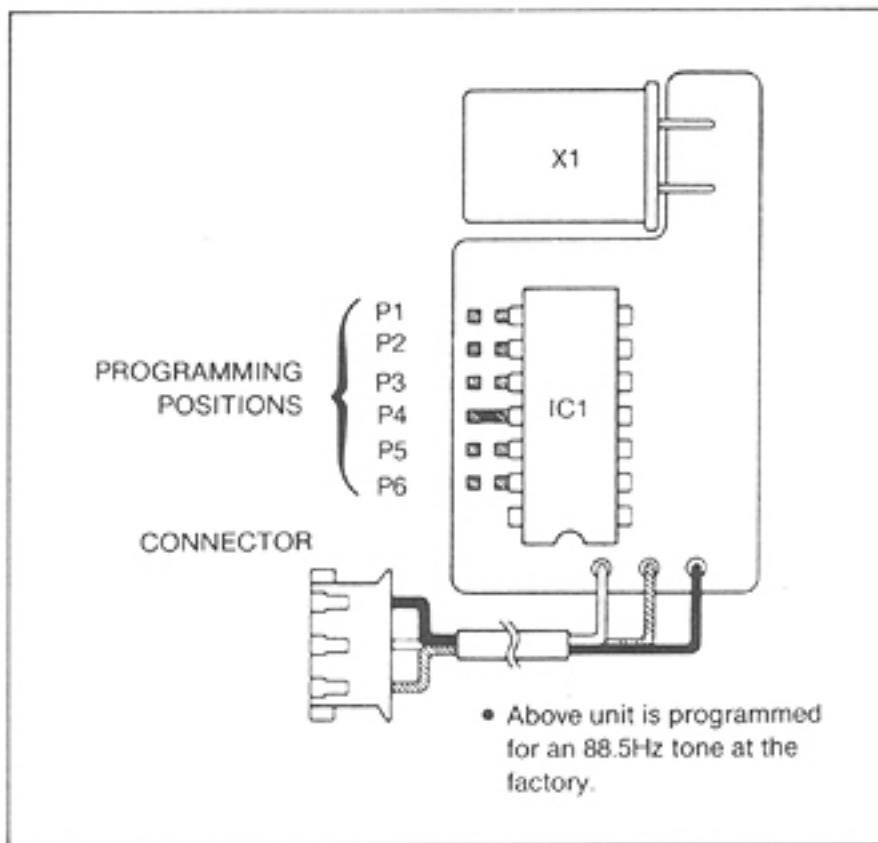 X1
P1
P2
P3
P4
P5
P6
PROGRAMMING
POSITIONS
IC1
CONNECTOR
• Above unit is programmed
for an 88.5Hz tone at the
factory.